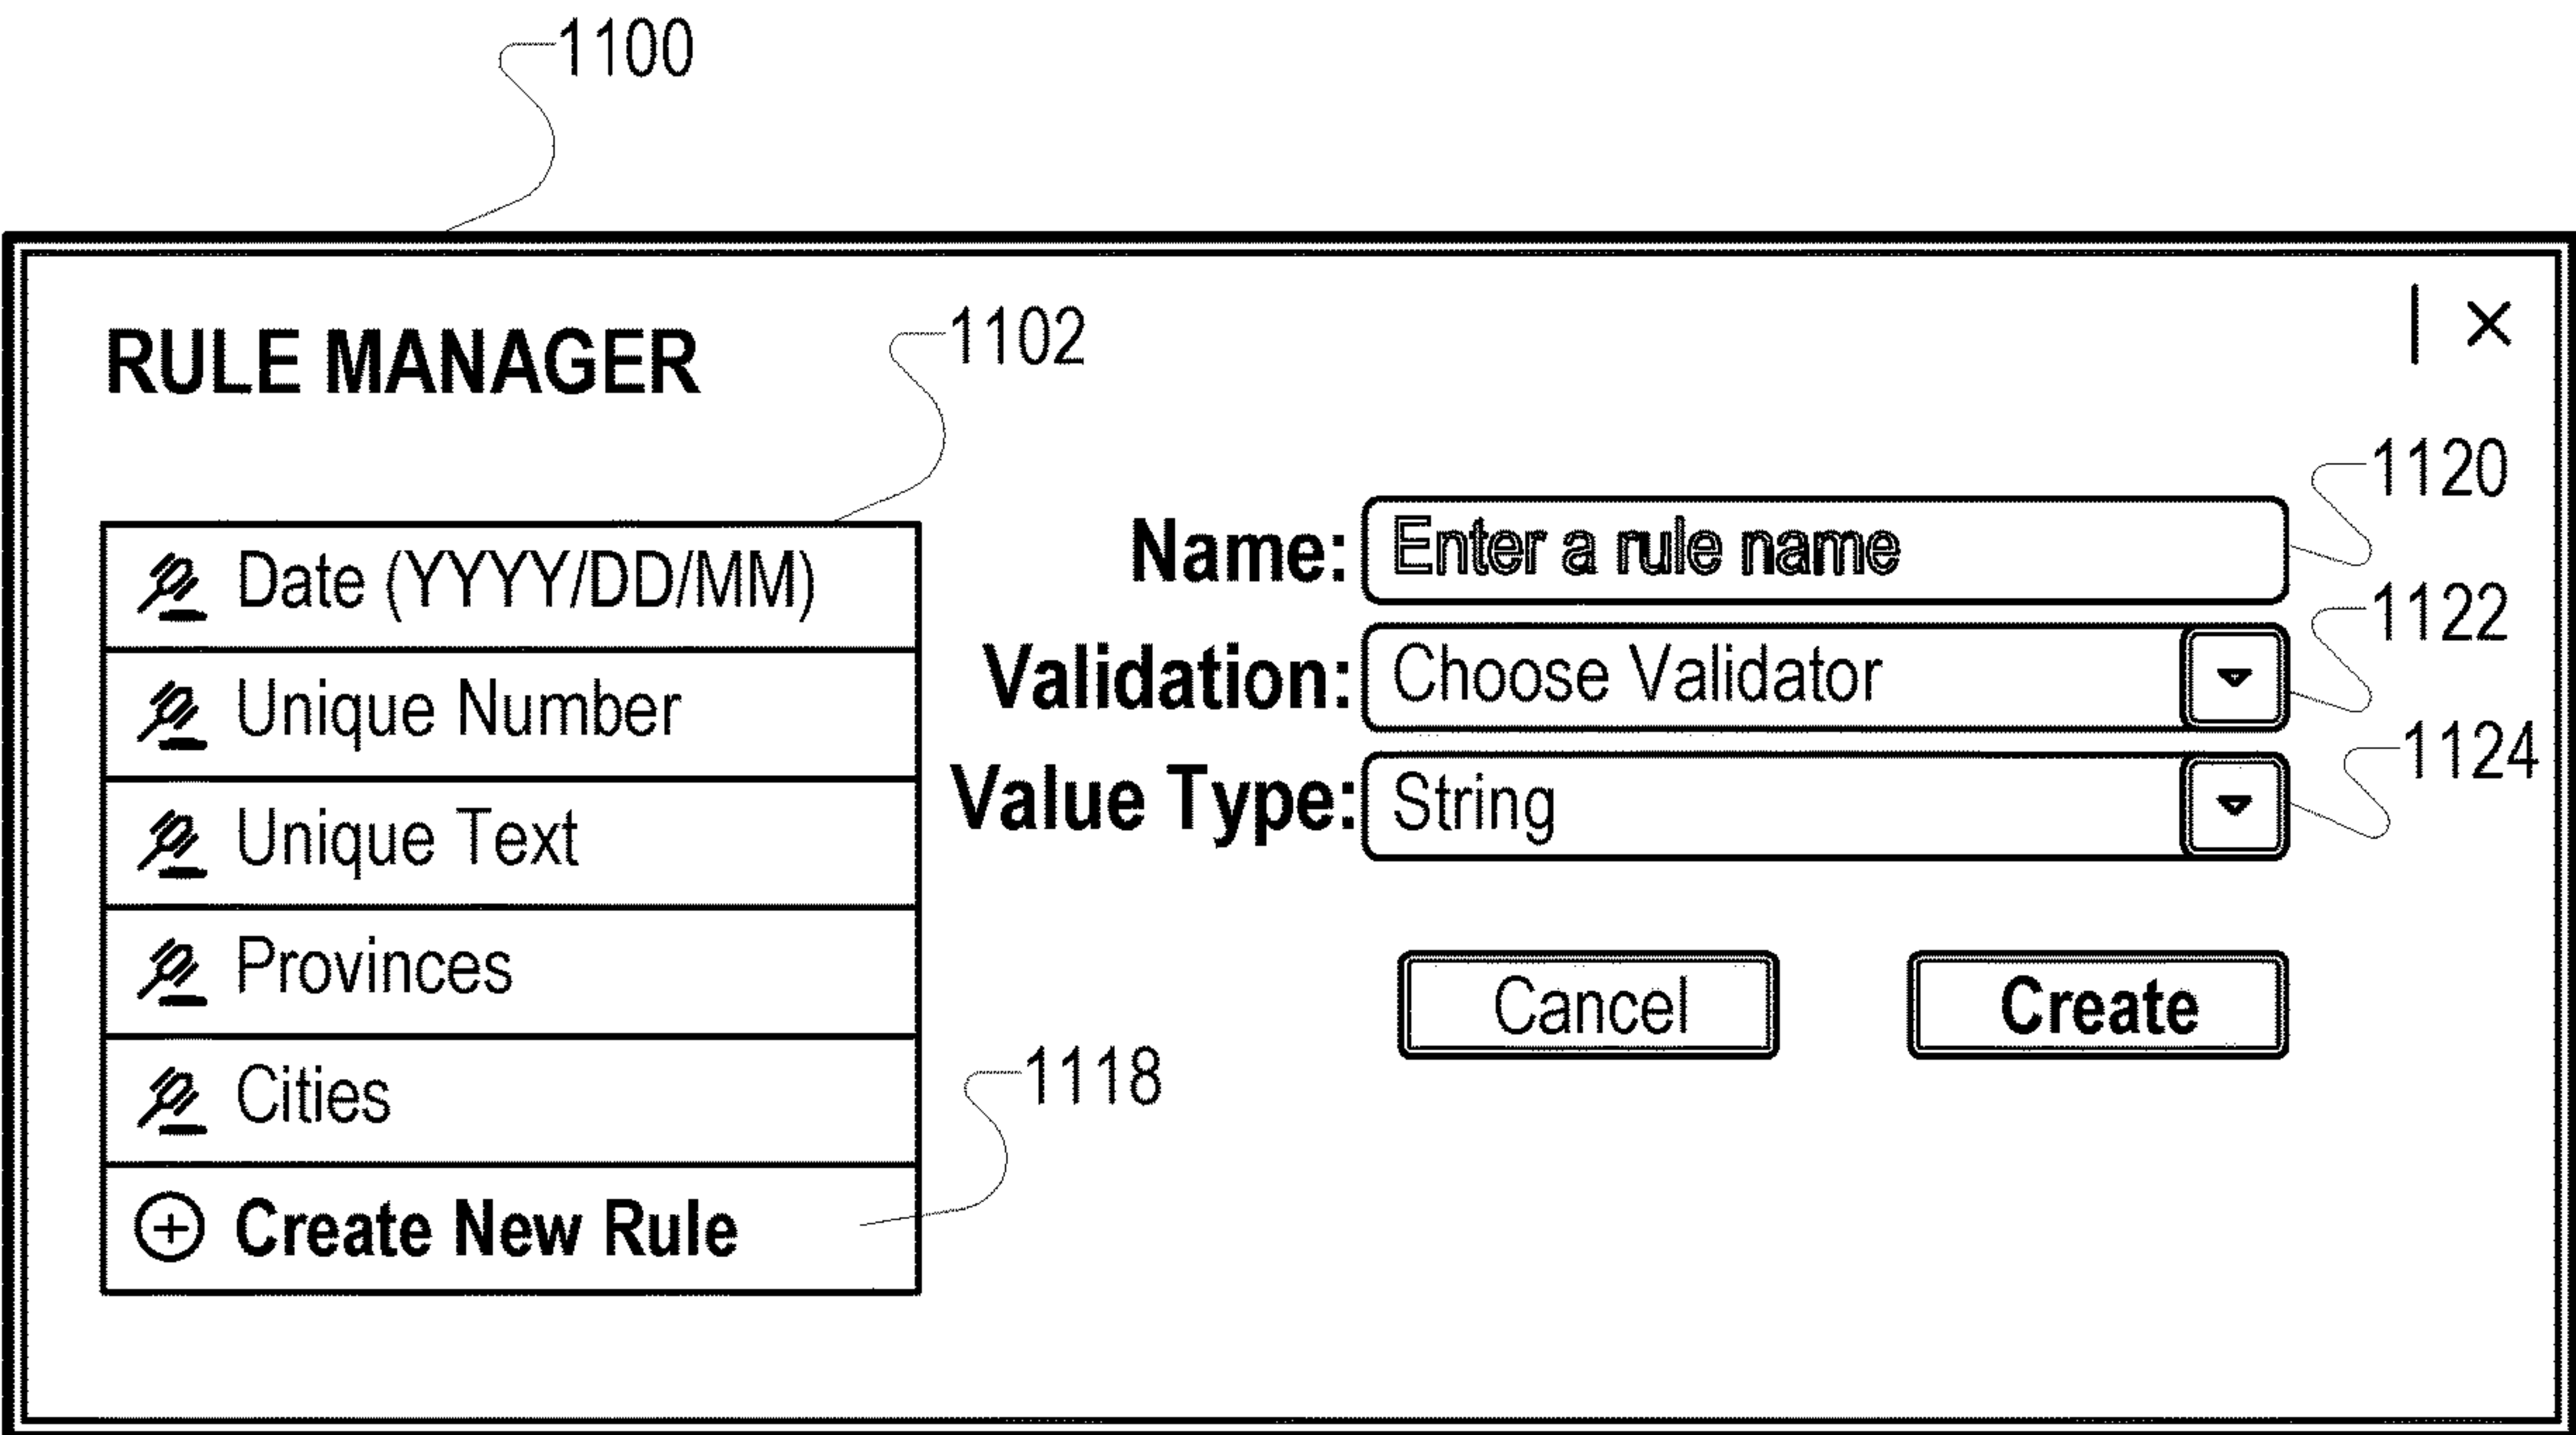 1100
RULE MANAGER
1102
×
Date (YYYY/DD/MM)
Unique Number
Unique Text
Provinces
Cities
Create New Rule
1118
Name: Enter a rule name
1120
Validation: Choose Validator
1122
Value Type: String
1124
Cancel
Create